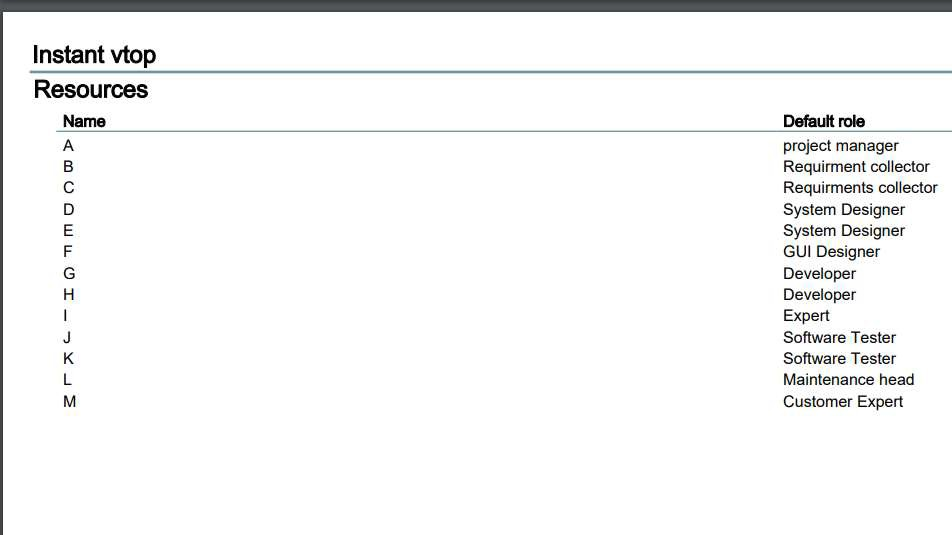 Instant vtop
Resources
Name Default role
A project manager
B Requirment collector
C Requirments collector
D System Designer
E System Designer
F GUI Designer
G Developer
H Developer
I Expert
J Software Tester
K Software Tester
L Maintenance head
M Customer Expert